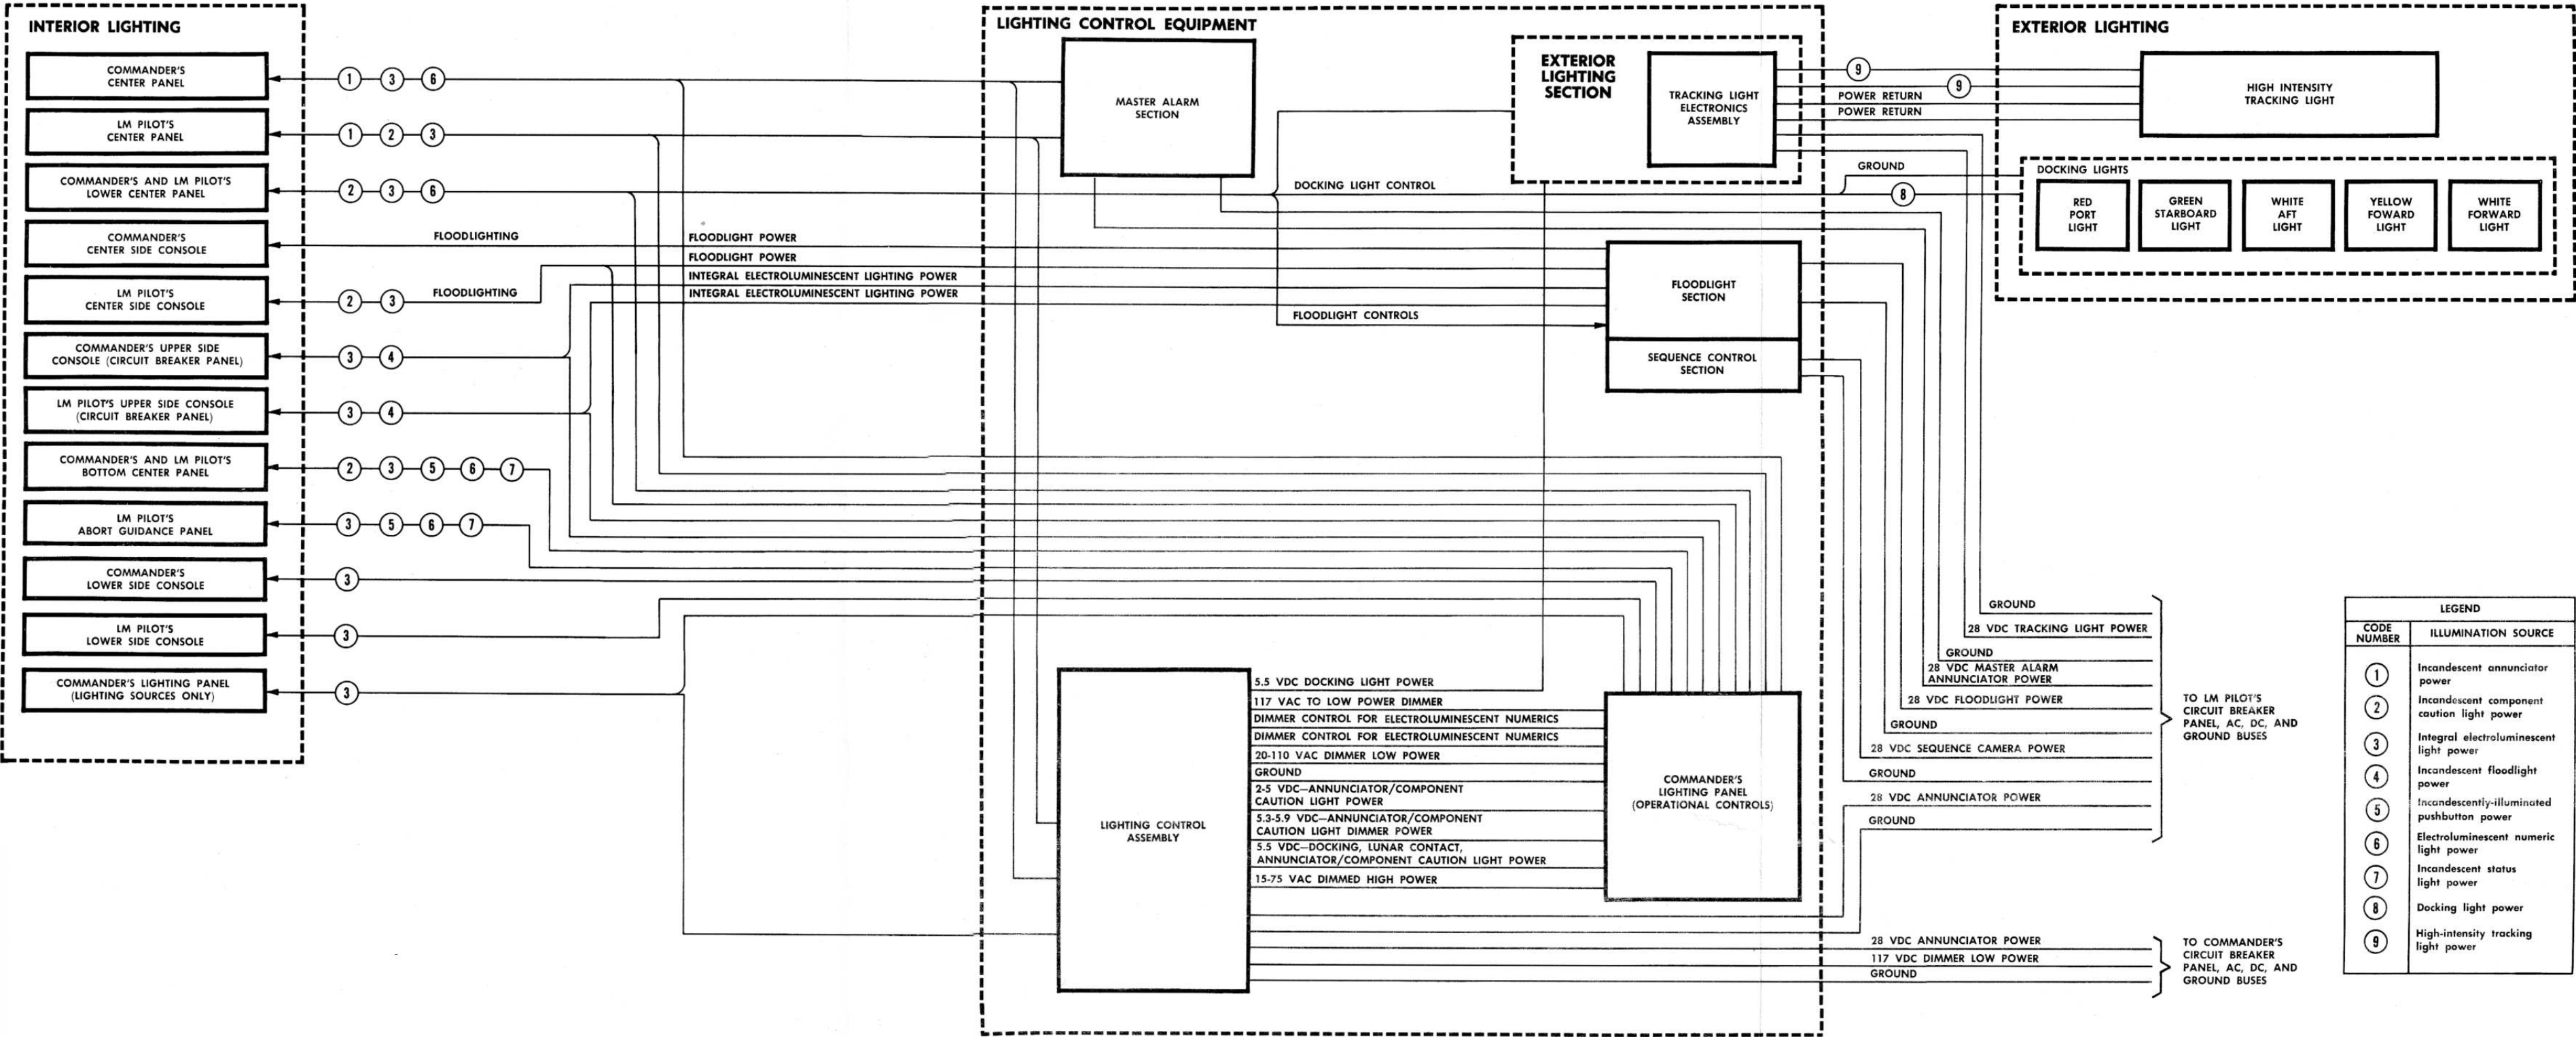 INTERIOR LIGHTING
COMMANDER'S
CENTER PANEL
1 3 6
LM PILOT'S
CENTER PANEL
1 2 3
COMMANDER'S AND LM PILOT'S
LOWER CENTER PANEL
2 3 6
COMMANDER'S
CENTER SIDE CONSOLE
FLOODLIGHTING
LM PILOT'S
CENTER SIDE CONSOLE
2 3 FLOODLIGHTING
COMMANDER'S UPPER SIDE
CONSOLE (CIRCUIT BREAKER PANEL)
3 4
LM PILOT'S UPPER SIDE CONSOLE
(CIRCUIT BREAKER PANEL)
3 4
COMMANDER'S AND LM PILOT'S
BOTTOM CENTER PANEL
2 3 5 6 7
LM PILOT'S
ABORT GUIDANCE PANEL
3 5 6 7
COMMANDER'S
LOWER SIDE CONSOLE
3
LM PILOT'S
LOWER SIDE CONSOLE
3
COMMANDER'S LIGHTING PANEL
(LIGHTING SOURCES ONLY)
3
FLOODLIGHT POWER
FLOODLIGHT POWER
INTEGRAL ELECTROLUMINESCENT LIGHTING POWER
INTEGRAL ELECTROLUMINESCENT LIGHTING POWER
LIGHTING CONTROL EQUIPMENT
MASTER ALARM
SECTION
EXTERIOR
LIGHTING
SECTION
TRACKING LIGHT
ELECTRONICS
ASSEMBLY
DOCKING LIGHT CONTROL
FLOODLIGHT CONTROLS
FLOODLIGHT
SECTION
SEQUENCE CONTROL
SECTION
LIGHTING CONTROL
ASSEMBLY
5.5 VDC DOCKING LIGHT POWER
117 VAC TO LOW POWER DIMMER
DIMMER CONTROL FOR ELECTROLUMINESCENT NUMERICS
DIMMER CONTROL FOR ELECTROLUMINESCENT NUMERICS
20-110 VAC DIMMER LOW POWER
GROUND
2-5 VDC—ANNUNCIATOR/COMPONENT
CAUTION LIGHT POWER
5.3-5.9 VDC—ANNUNCIATOR/COMPONENT
CAUTION LIGHT DIMMER POWER
5.5 VDC—DOCKING, LUNAR CONTACT,
ANNUNCIATOR/COMPONENT CAUTION LIGHT POWER
15-75 VAC DIMMED HIGH POWER
COMMANDER'S
LIGHTING PANEL
(OPERATIONAL CONTROLS)
9
9
POWER RETURN
POWER RETURN
GROUND
8
EXTERIOR LIGHTING
HIGH INTENSITY
TRACKING LIGHT
DOCKING LIGHTS
RED
PORT
LIGHT
GREEN
STARBOARD
LIGHT
WHITE
AFT
LIGHT
YELLOW
FOWARD
LIGHT
WHITE
FORWARD
LIGHT
GROUND
28 VDC TRACKING LIGHT POWER
GROUND
28 VDC MASTER ALARM
ANNUNCIATOR POWER
28 VDC FLOODLIGHT POWER
GROUND
28 VDC SEQUENCE CAMERA POWER
GROUND
28 VDC ANNUNCIATOR POWER
GROUND
TO LM PILOT'S
CIRCUIT BREAKER
PANEL, AC, DC, AND
GROUND BUSES
28 VDC ANNUNCIATOR POWER
117 VDC DIMMER LOW POWER
GROUND
TO COMMANDER'S
CIRCUIT BREAKER
PANEL, AC, DC, AND
GROUND BUSES
LEGEND
CODE
NUMBER
ILLUMINATION SOURCE
1 Incandescent annunciator
power
2 Incandescent component
caution light power
3 Integral electroluminescent
light power
4 Incandescent floodlight
power
5 Incandescently-illuminated
pushbutton power
6 Electroluminescent numeric
light power
7 Incandescent status
light power
8 Docking light power
9 High-intensity tracking
light power